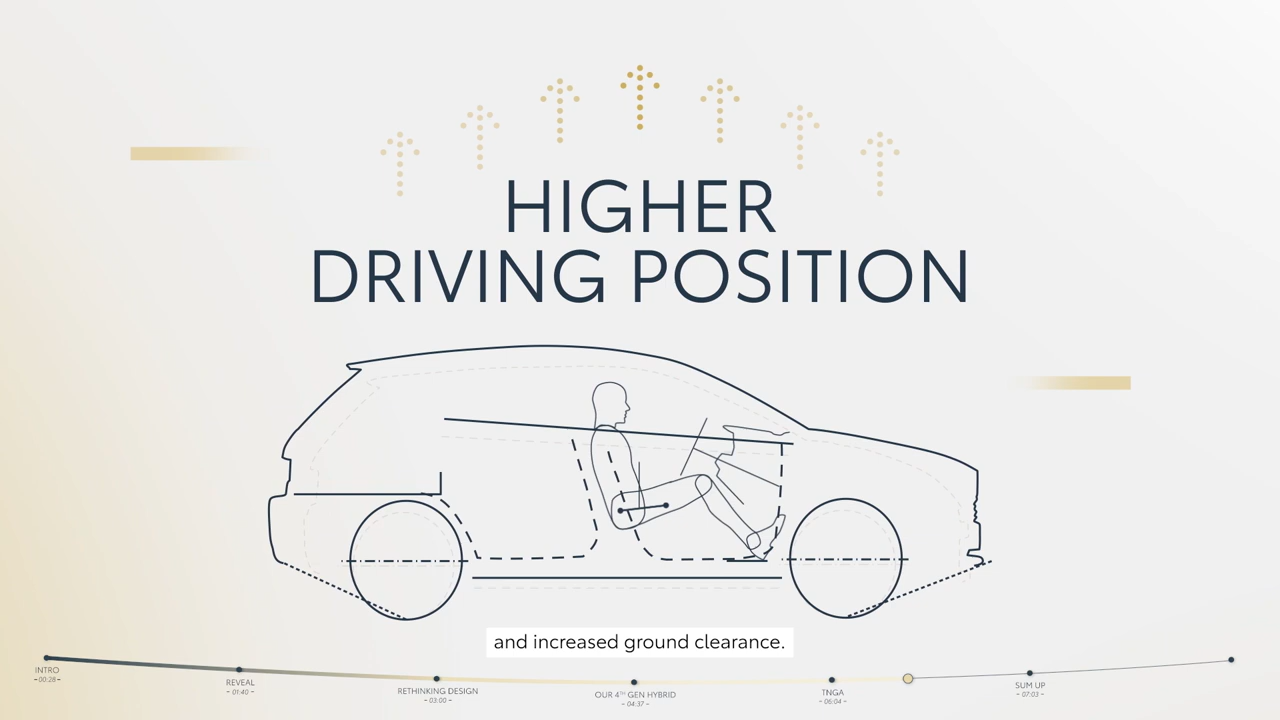 HIGHER
DRIVING POSITION
and increased ground clearance.
INTRO
– 00:28 –
REVEAL
– 01:40 –
RETHINKING DESIGN
– 03:00 –
OUR 4TH GEN HYBRID
– 04:37 –
TNGA
– 06:04 –
SUM UP
– 07:03 –